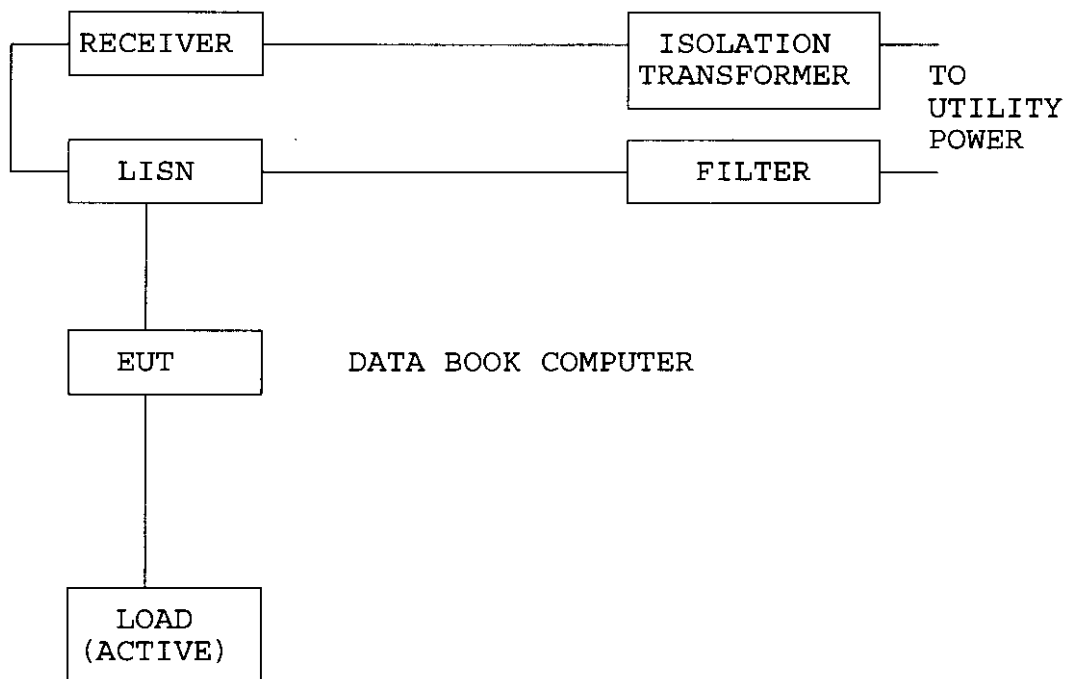 RECEIVER
ISOLATION
TRANSFORMER
TO
UTILITY
POWER
LISN
FILTER
EUT
DATA BOOK COMPUTER
LOAD
(ACTIVE)